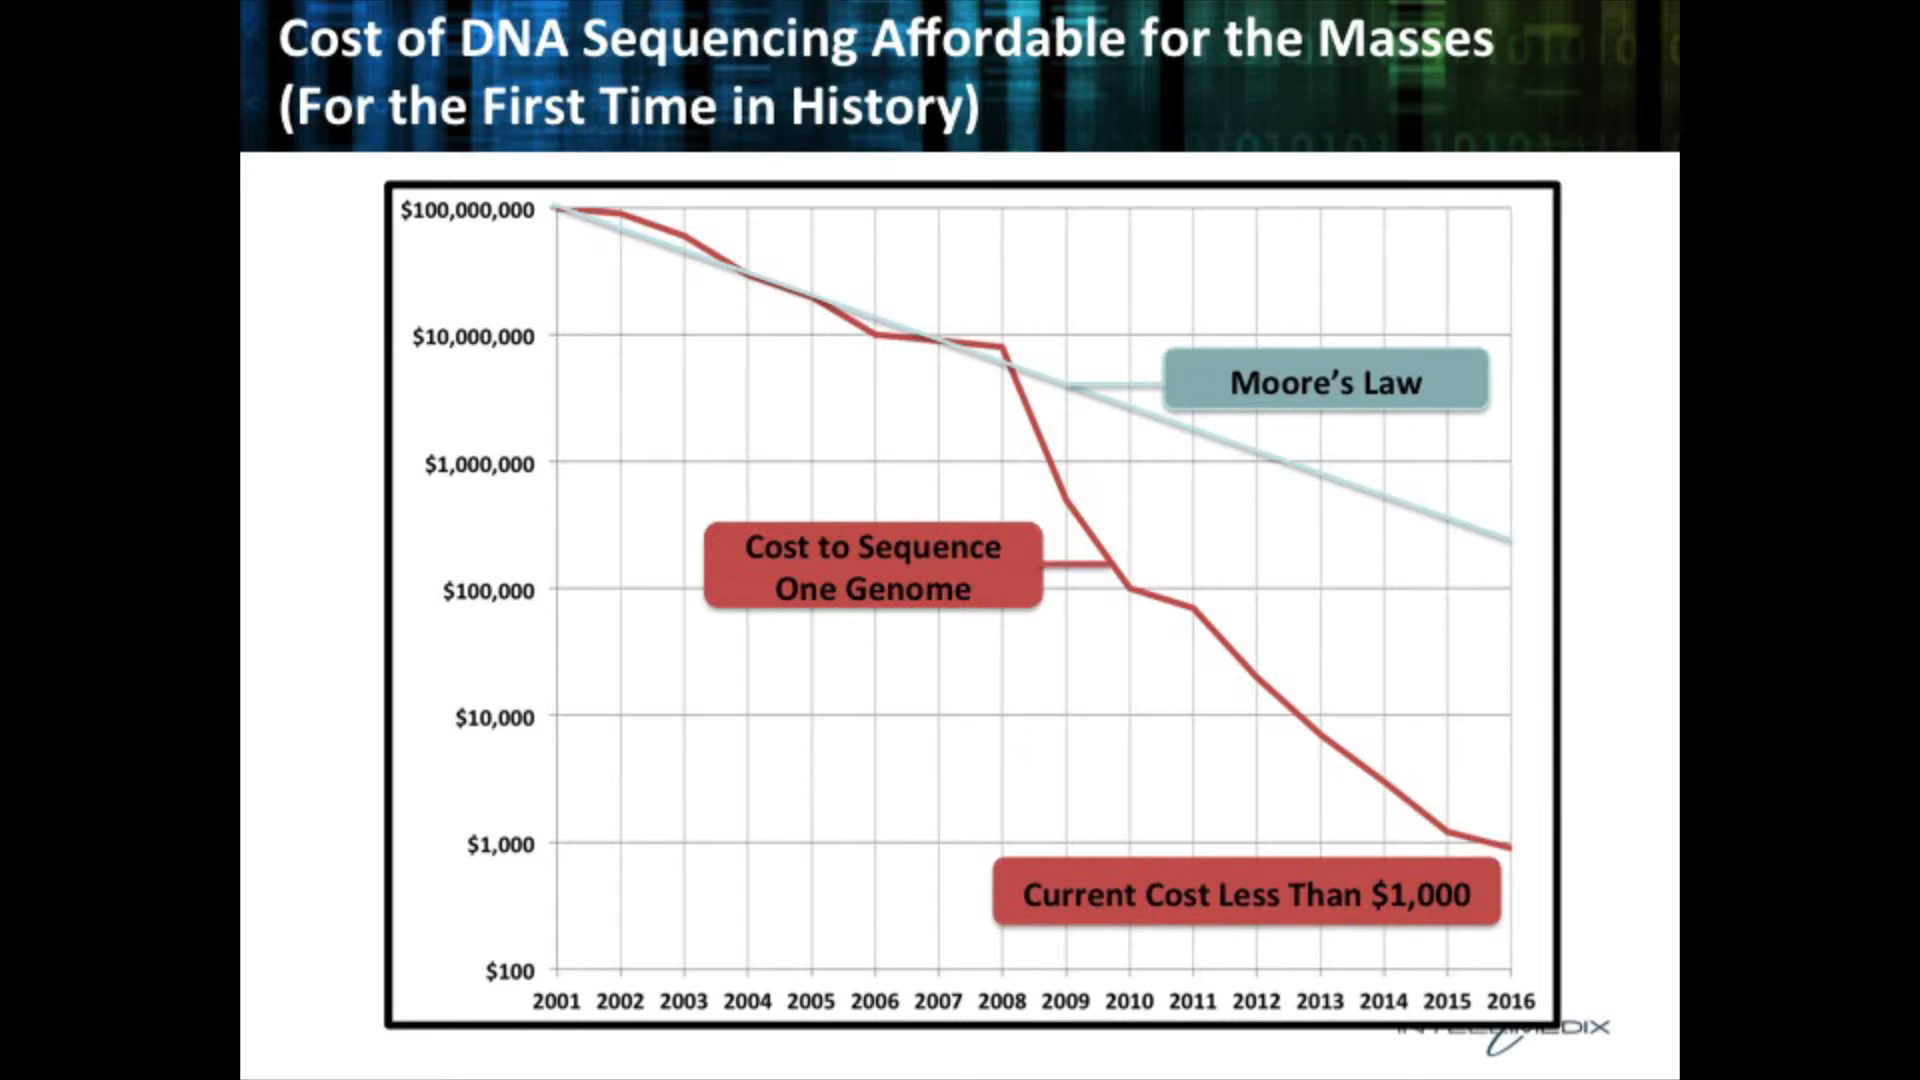 Cost of DNA Sequencing Affordable for the Masses
(For the First Time in History)
$100,000,000
$10,000,000
$1,000,000
$100,000
$10,000
$1,000
$100
Moore's Law
Cost to Sequence
One Genome
Current Cost Less Than $1,000
2001 2002 2003 2004 2005 2006 2007 2008 2009 2010 2011 2012 2013 2014 2015 2016